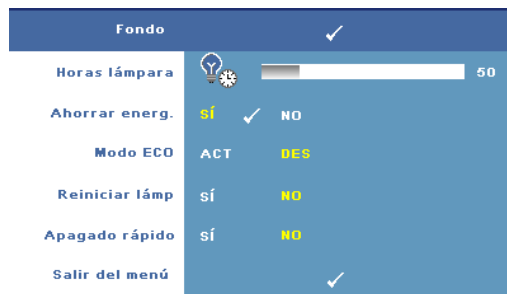 Fondo
Horas lámpara 50
Ahorrar energ. SÍ NO
Modo ECO ACT DES
Reiniciar lámp SÍ NO
Apagado rápido SÍ NO
Salir del menú